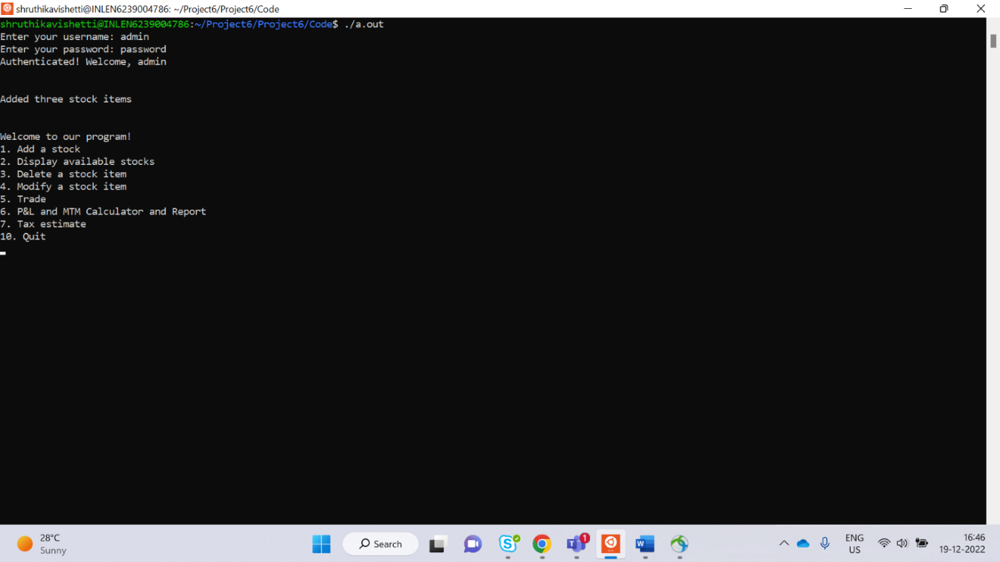 shruthikavishetti@INLEN6239004786: ~/Project6/Project6/Code
shruthikavishetti@INLEN6239004786:~/Project6/Project6/Code$ ./a.out
Enter your username: admin
Enter your password: password
Authenticated! Welcome, admin
Added three stock items
Welcome to our program!
1. Add a stock
2. Display available stocks
3. Delete a stock item
4. Modify a stock item
5. Trade
6. P&L and MTM Calculator and Report
7. Tax estimate
10. Quit
28°C
Sunny
Search
1
ENG
US
16:46
19-12-2022